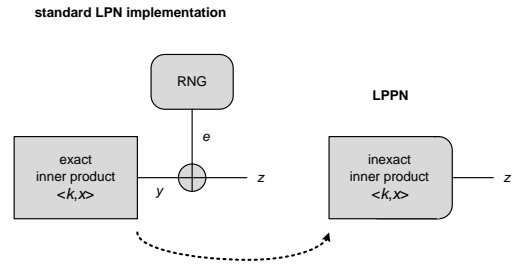 standard LPN implementation
RNG
LPPN
e
exact
inner product
<k,x>
y
z
inexact
inner product
<k,x>
z